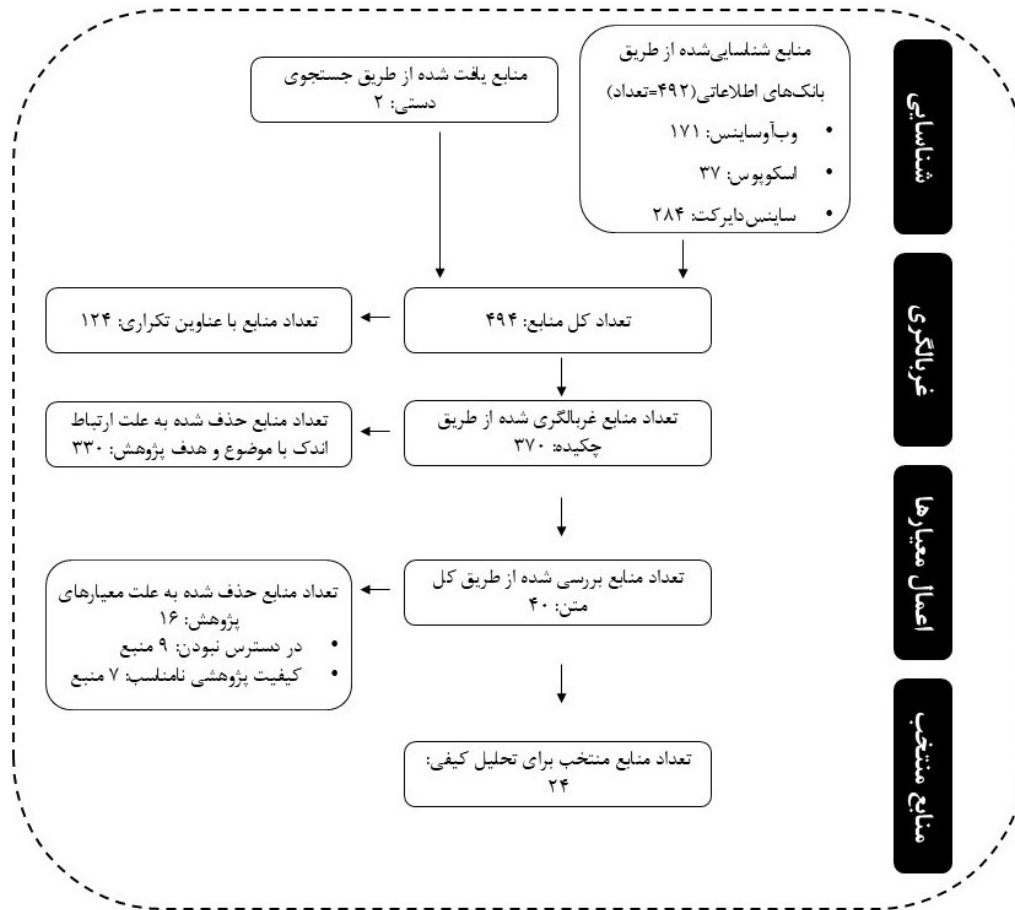 شناسایی
منابع شناسایی‌شده از طریق
بانک‌های اطلاعاتی(۴۹۲=تعداد)
• وب‌آوساینس: ۱۷۱
• اسکوپوس: ۳۷
• ساینس‌دایرکت: ۲۸۴
منابع یافت شده از طریق جستجوی
دستی: ۲
غربالگری
تعداد کل منابع: ۴۹۴
تعداد منابع با عناوین تکراری: ۱۲۴
تعداد منابع غربالگری شده از طریق
چکیده: ۳۷۰
تعداد منابع حذف شده به علت ارتباط
اندک با موضوع و هدف پژوهش: ۳۳۰
اعمال معیارها
تعداد منابع بررسی شده از طریق کل
متن: ۴۰
تعداد منابع حذف شده به علت معیارهای
پژوهش: ۱۶
• در دسترس نبودن: ۹ منبع
• کیفیت پژوهشی نامناسب: ۷ منبع
منابع منتخب
تعداد منابع منتخب برای تحلیل کیفی:
۲۴